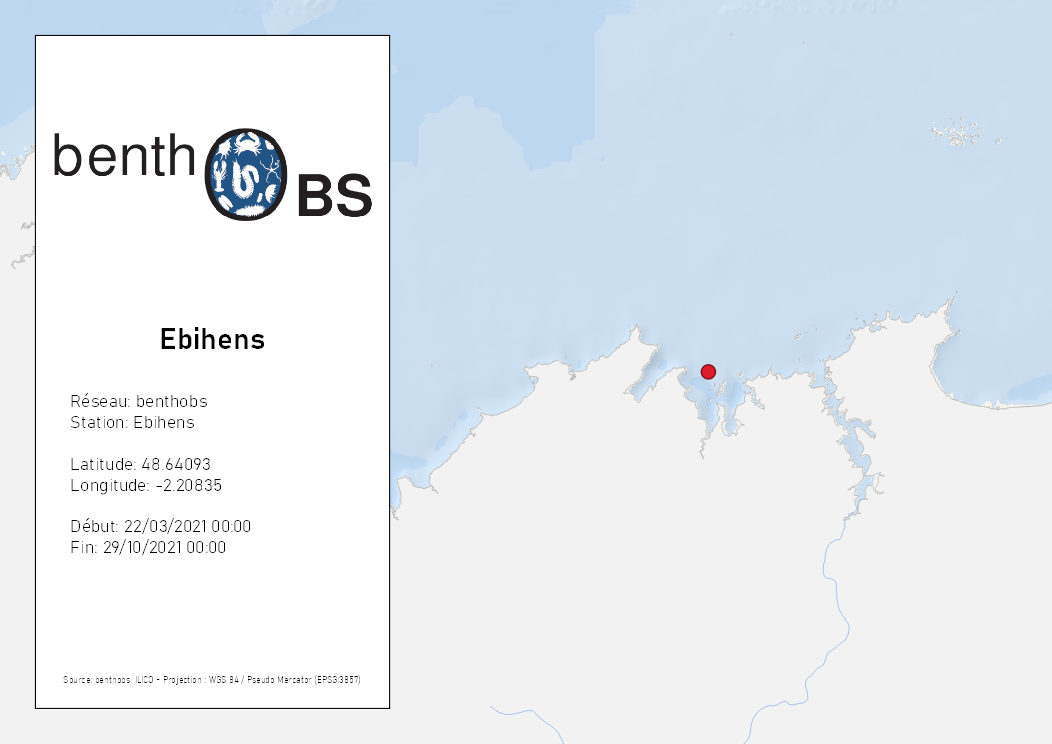 benth
BS
Ebihens
Réseau: benthobs
Station: Ebihens
Latitude: 48.64093
Longitude: -2.20835
Début: 22/03/2021 00:00
Fin: 29/10/2021 00:00
Source: benthobs, ILICO - Projection : WGS 84 / Pseudo Mercator (EPSG:3857)